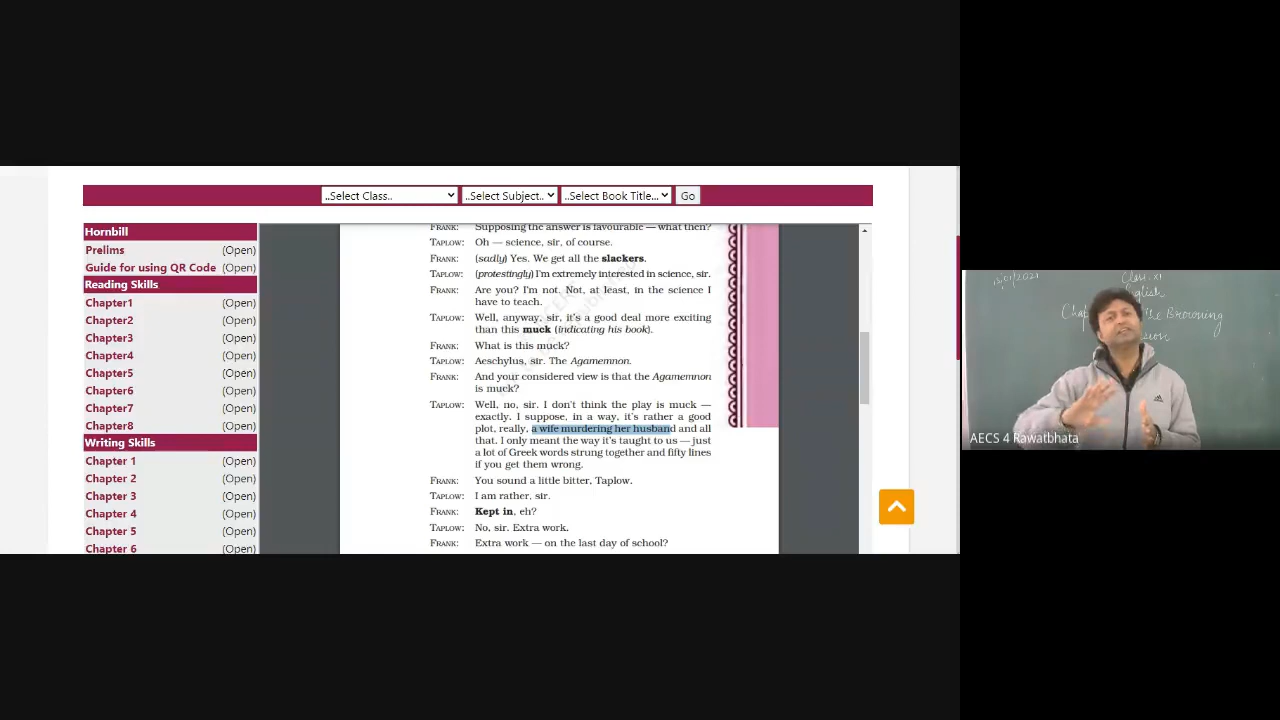 ..Select Class..
..Select Subject..
..Select Book Title...
Go
Hornbill
Prelims (Open)
Guide for using QR Code (Open)
Reading Skills
Chapter1 (Open)
Chapter2 (Open)
Chapter3 (Open)
Chapter4 (Open)
Chapter5 (Open)
Chapter6 (Open)
Chapter7 (Open)
Chapter8 (Open)
Writing Skills
Chapter 1 (Open)
Chapter 2 (Open)
Chapter 3 (Open)
Chapter 4 (Open)
Chapter 5 (Open)
Chapter 6 (Open)
FRANK: Supposing the answer is favourable — what then?
TAPLOW: Oh — science, sir, of course.
FRANK: (sadly) Yes. We get all the slackers.
TAPLOW: (protestingly) I'm extremely interested in science, sir.
FRANK: Are you? I'm not. Not, at least, in the science I
have to teach.
TAPLOW: Well, anyway, sir, it's a good deal more exciting
than this muck (indicating his book).
FRANK: What is this muck?
TAPLOW: Aeschylus, sir. The Agamemnon.
FRANK: And your considered view is that the Agamemnon
is muck?
TAPLOW: Well, no, sir. I don't think the play is muck —
exactly. I suppose, in a way, it's rather a good
plot, really, a wife murdering her husband and all
that. I only meant the way it's taught to us — just
a lot of Greek words strung together and fifty lines
if you get them wrong.
FRANK: You sound a little bitter, Taplow.
TAPLOW: I am rather, sir.
FRANK: Kept in, eh?
TAPLOW: No, sir. Extra work.
FRANK: Extra work — on the last day of school?
Class. XI
English
Browning
AECS 4 Rawatbhata